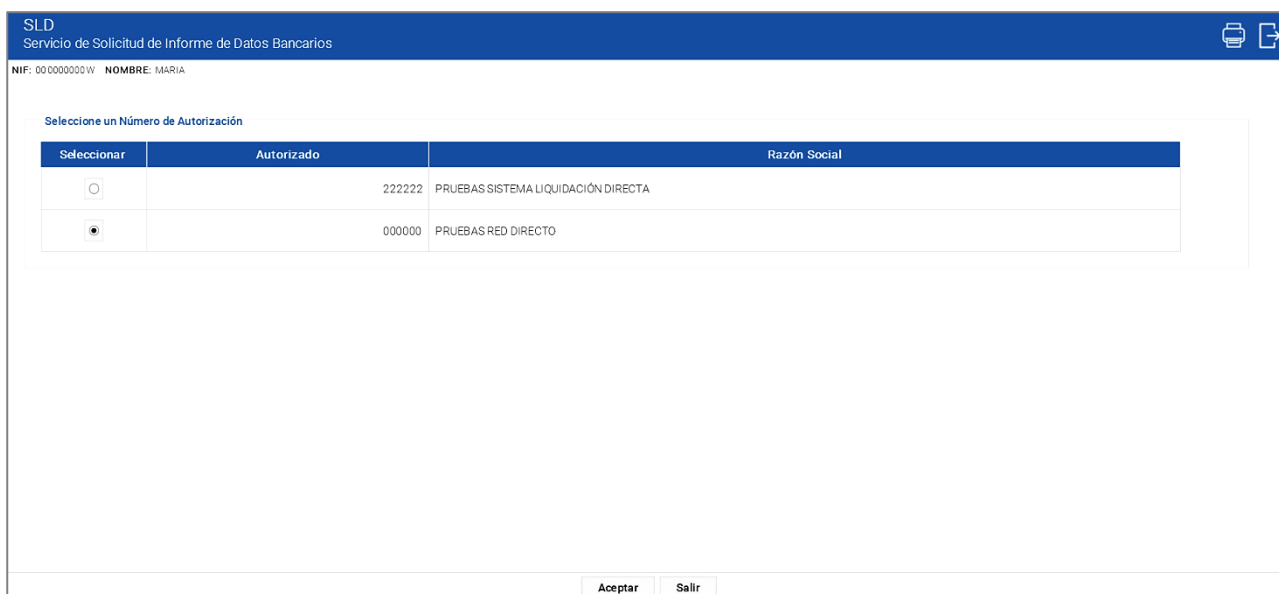 SLD
Servicio de Solicitud de Informe de Datos Bancarios
NIF: 000000000W NOMBRE: MARIA
Seleccione un Número de Autorización
Seleccionar Autorizado Razón Social
222222 PRUEBAS SISTEMA LIQUIDACIÓN DIRECTA
000000 PRUEBAS RED DIRECTO
Aceptar Salir